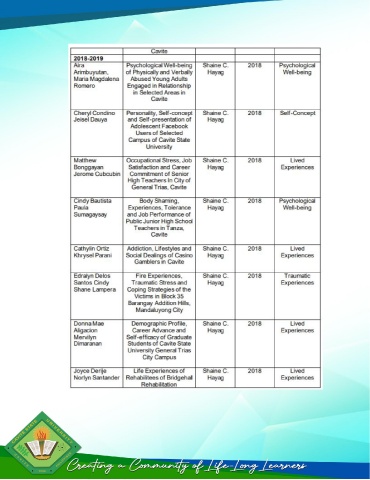 Cavite
2018-2019
Aira Psychological Well-being Shaine C. 2018 Psychological
Arimbuyutan, of Physically and Verbally Hayag Well-being
Maria Magdalena Abused Young Adults
Romero Engaged in Relationship
in Selected Areas in
Cavite
Cheryl Condino Personality, Self-concept Shaine C. 2018 Self-Concept
Jeisel Dauya and Self-presentation of Hayag
Adolescent Facebook
Users of Selected
Campus of Cavite State
University
Matthew Occupational Stress, Job Shaine C. 2018 Lived
Bonggayan Satisfaction and Career Hayag Experiences
Jerome Cubcubin Commitment of Senior
High Teachers in City of
General Trias, Cavite
Cindy Bautista Body Shaming, Shaine C. 2018 Psychological
Paula Experiences, Tolerance Hayag Well-being
Sumagaysay and Job Performance of
Public Junior High School
Teachers in Tanza,
Cavite
Cathylin Ortiz Addiction, Lifestyles and Shaine C. 2018 Lived
Khrysel Parani Social Dealings of Casino Hayag Experiences
Gamblers in Cavite
Edralyn Delos Fire Experiences, Shaine C. 2018 Traumatic
Santos Cindy Traumatic Stress and Hayag Experiences
Shane Lampera Coping Strategies of the
Victims in Block 35
Barangay Addition Hills,
Mandaluyong City
Donna Mae Demographic Profile, Shaine C. 2018 Lived
Aligacion Career Advance and Hayag Experiences
Mervilyn Self-efficacy of Graduate
Dimaranan Students of Cavite State
University General Trias
City Campus
Joyce Derije Life Experiences of Shaine C. 2018 Lived
Norlyn Santander Rehabilitees of Bridgehall Hayag Experiences
Rehabilitation
Creating a Community of Life-Long Learners